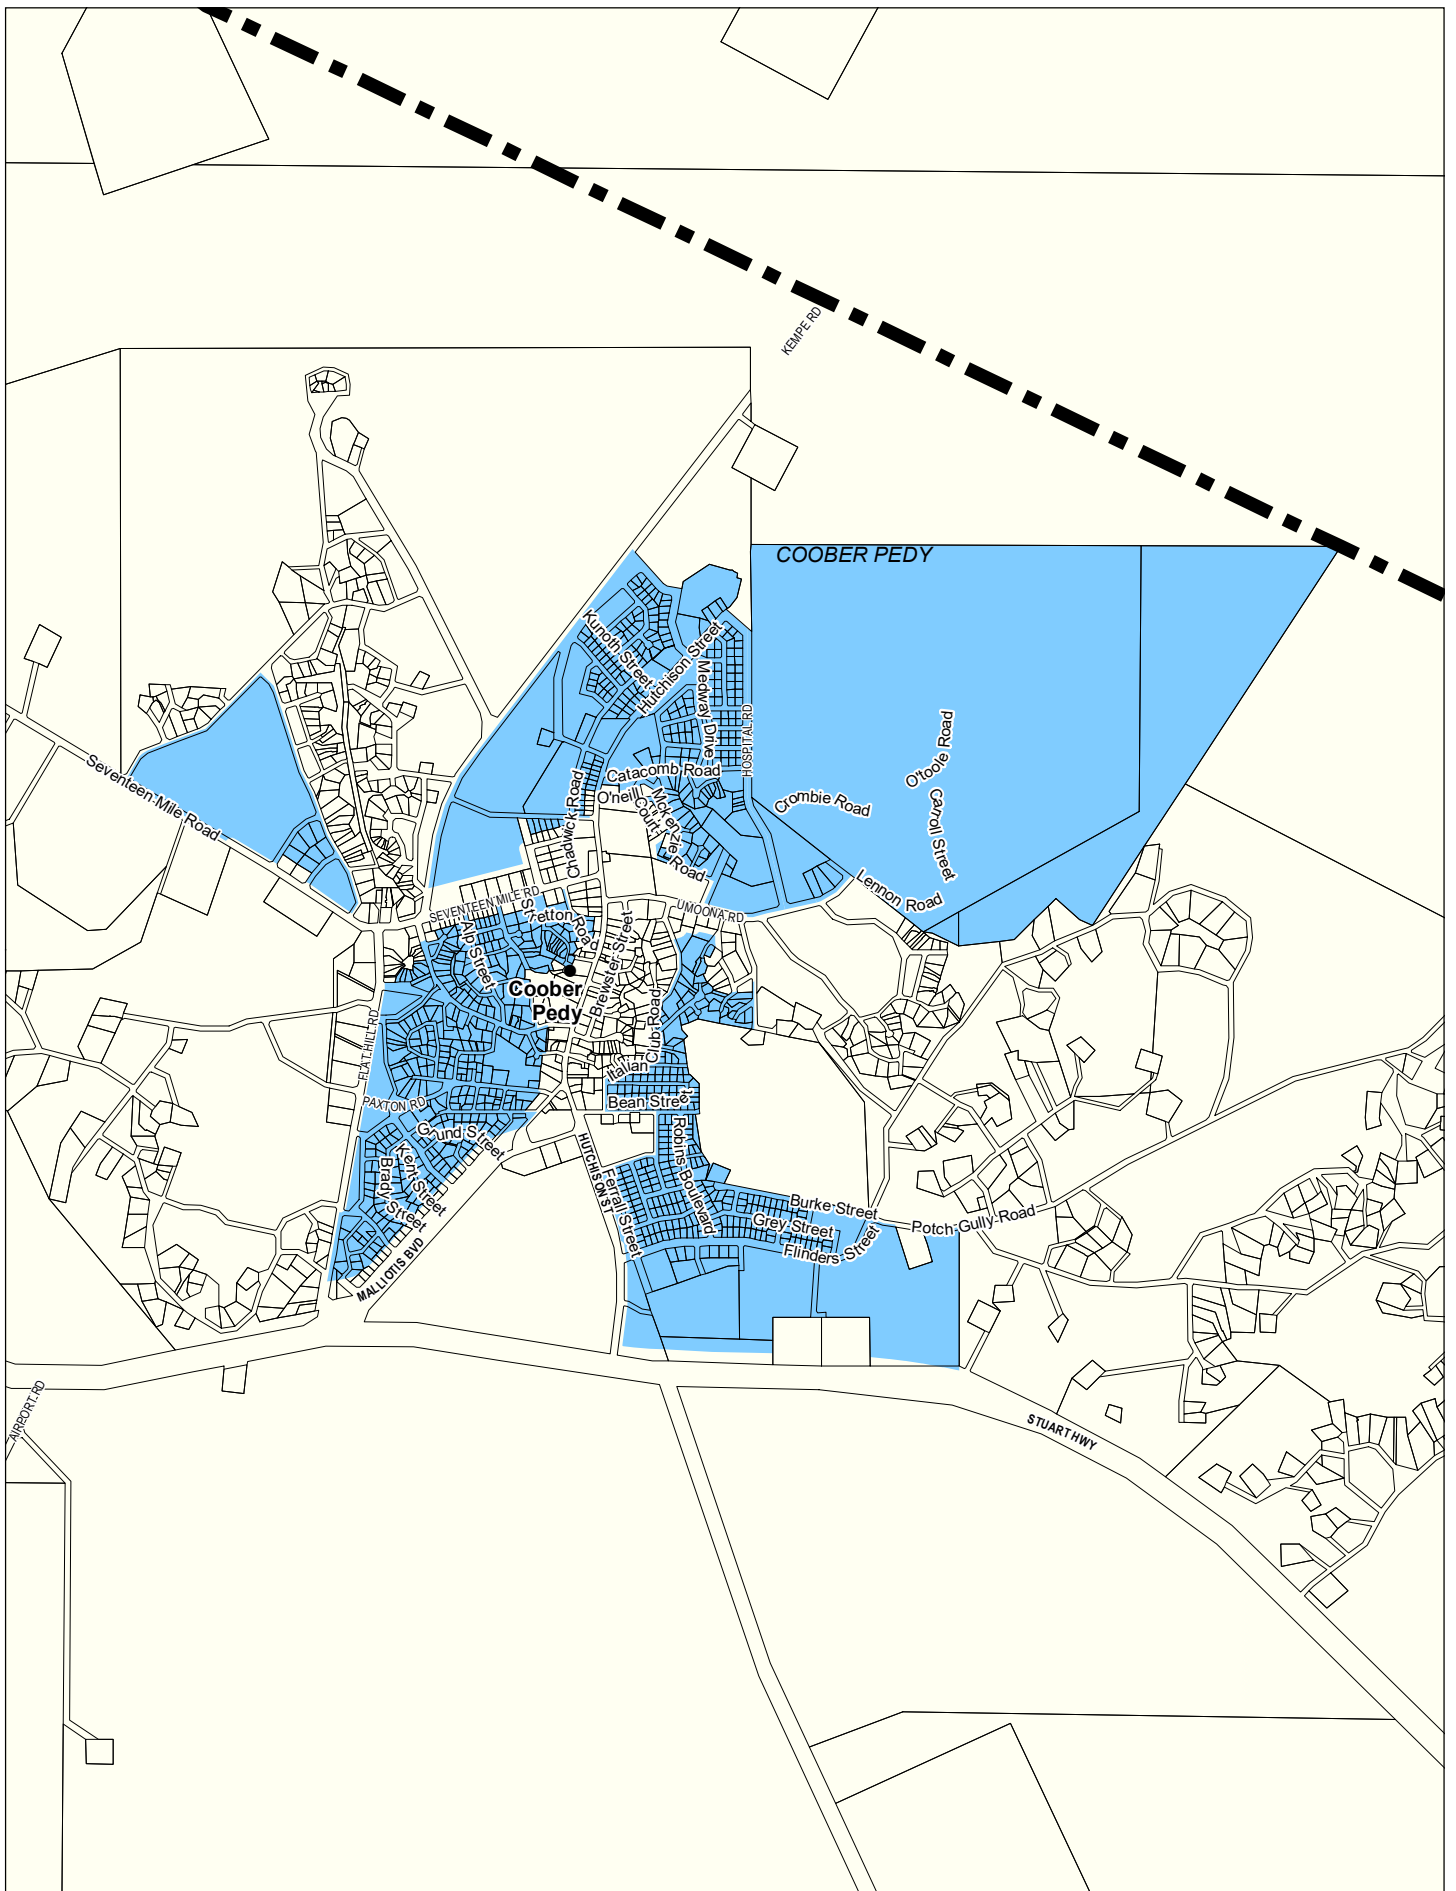 KEMPE RD
COOBER PEDY
Kunoth Street
Hutchison Street
Medway Drive
HOSPITAL RD
O'toole Road
Seventeen Mile Road
Catacomb Road
O'neill
Court
Mckenzie
Road
Chadwick Road
Crombie Road
Carroll Street
Lennon Road
SEVENTEEN MILE RD
UMOONA RD
Road
Alp Street
Brewster Street
Coober
Pedy
Italian
Club Road
FLAT HILL RD
PAXTON RD
Bean Street
Grund Street
Robins Boulevard
HUTCHISON ST
Kent Street
Brady Street
Ferrall Street
Burke Street
Grey Street
Potch Gully Road
Flinders Street
MALLIOTIS BVD
AIRPORT RD
STUART HWY